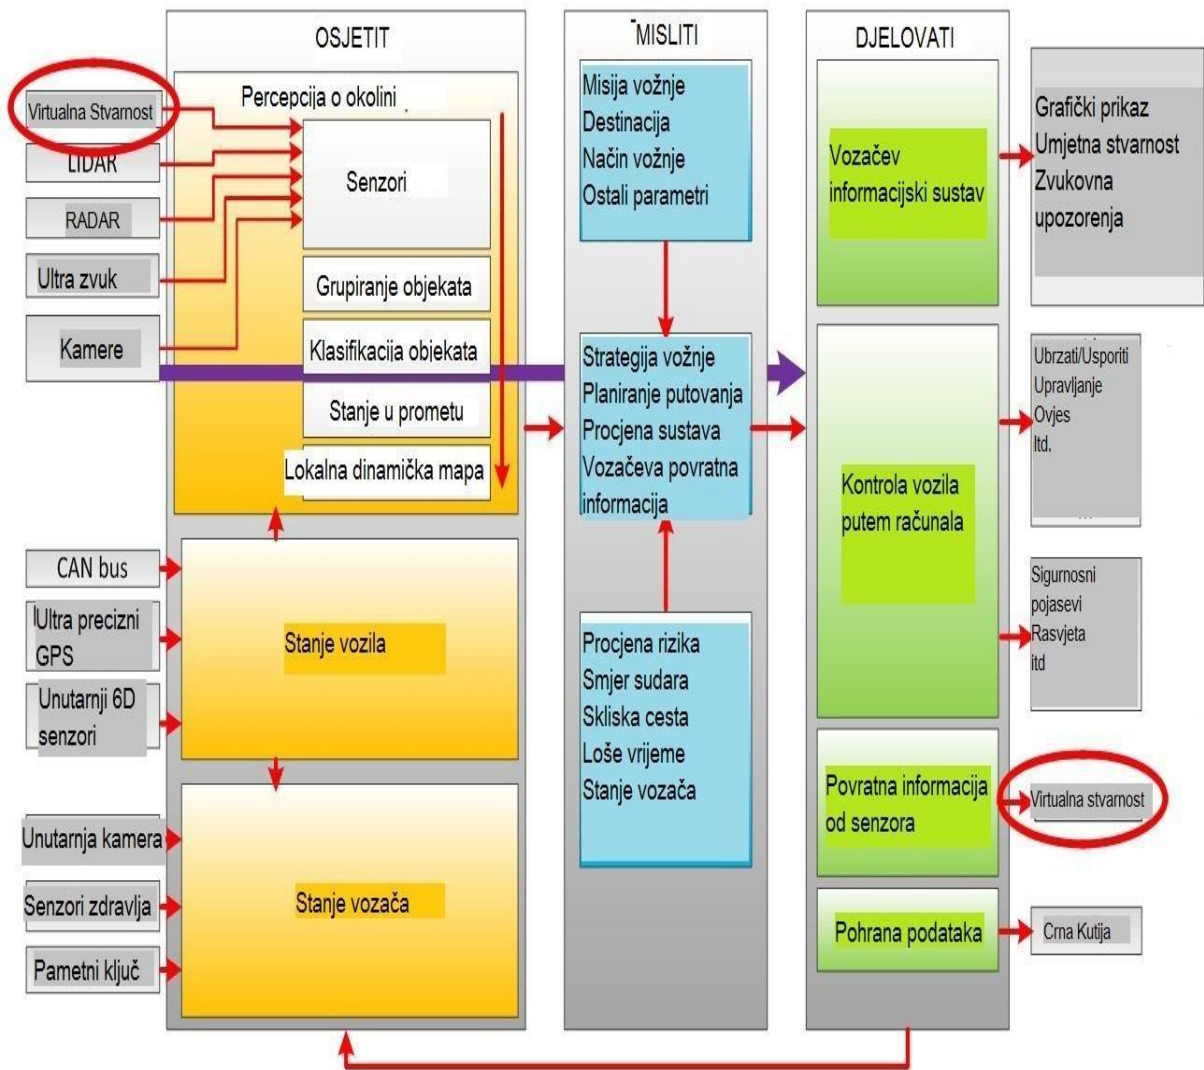 OSJETIT
MISLITI
DJELOVATI
Virtualna Stvarnost
LIDAR
RADAR
Ultra zvuk
Kamere
CAN bus
Ultra precizni
GPS
Unutarnji 6D
senzori
Unutarnja kamera
Senzori zdravlja
Pametni ključ
Percepcija o okolini
Senzori
Grupiranje objekata
Klasifikacija objekata
Stanje u prometu
Lokalna dinamička mapa
Stanje vozila
Stanje vozača
Misija vožnje
Destinacija
Način vožnje
Ostali parametri
Strategija vožnje
Planiranje putovanja
Procjena sustava
Vozačeva povratna
informacija
Procjena rizika
Smjer sudara
Skliska cesta
Loše vrijeme
Stanje vozača
Vozačev
informacijski sustav
Kontrola vozila
putem računala
Povratna informacija
od senzora
Pohrana podataka
Grafički prikaz
Umjetna stvarnost
Zvukovna
upozorenja
Ubrzati/Usporiti
Upravljanje
Ovjes
Itd.
Sigurnosni
pojasevi
Rasvjeta
itd
Virtualna stvarnost
Crna Kutija